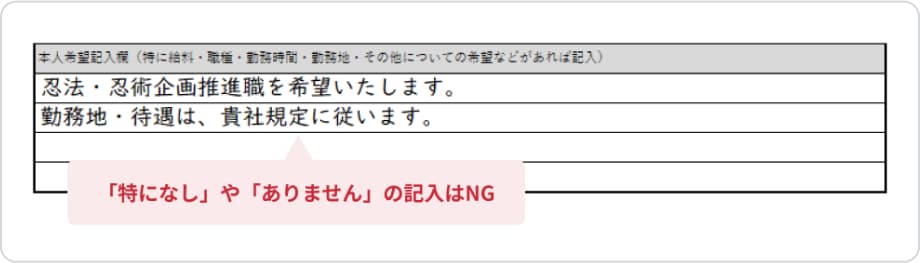 本人希望記入欄（特に給料・職種・勤務時間・勤務地・その他についての希望などがあれば記入）
忍法・忍術企画推進職を希望いたします。
勤務地・待遇は、貴社規定に従います。
「特になし」や「ありません」の記入はNG